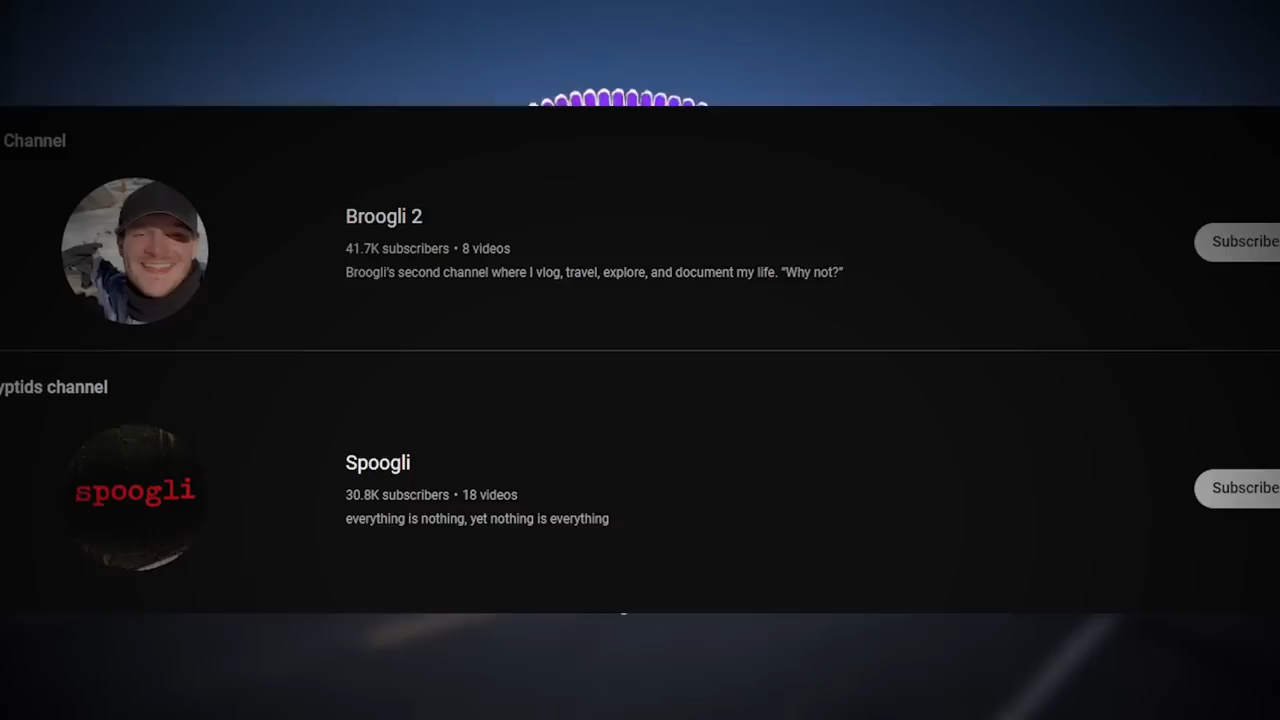 Channel
Broogli 2
41.7K subscribers • 8 videos
Broogli's second channel where I vlog, travel, explore, and document my life. “Why not?”
Subscribe
yptids channel
spoogli
Spoogli
30.8K subscribers • 18 videos
everything is nothing, yet nothing is everything
Subscribe